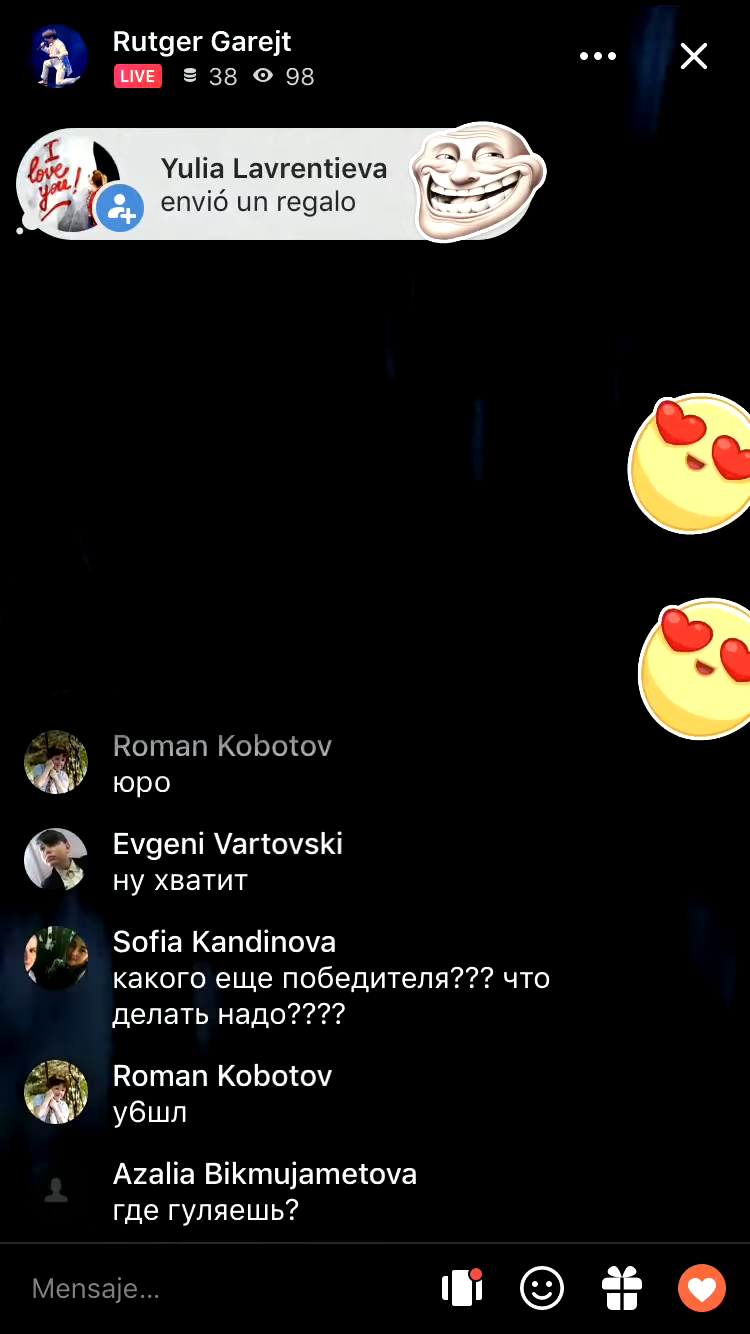 Rutger Garejt
LIVE 38 98
I
love
you!
Yulia Lavrentieva
envió un regalo
Roman Kobotov
юро
Evgeni Vartovski
ну хватит
Sofia Kandinova
какого еще победителя??? что
делать надо????
Roman Kobotov
у6шл
Azalia Bikmujametova
где гуляешь?
Mensaje...